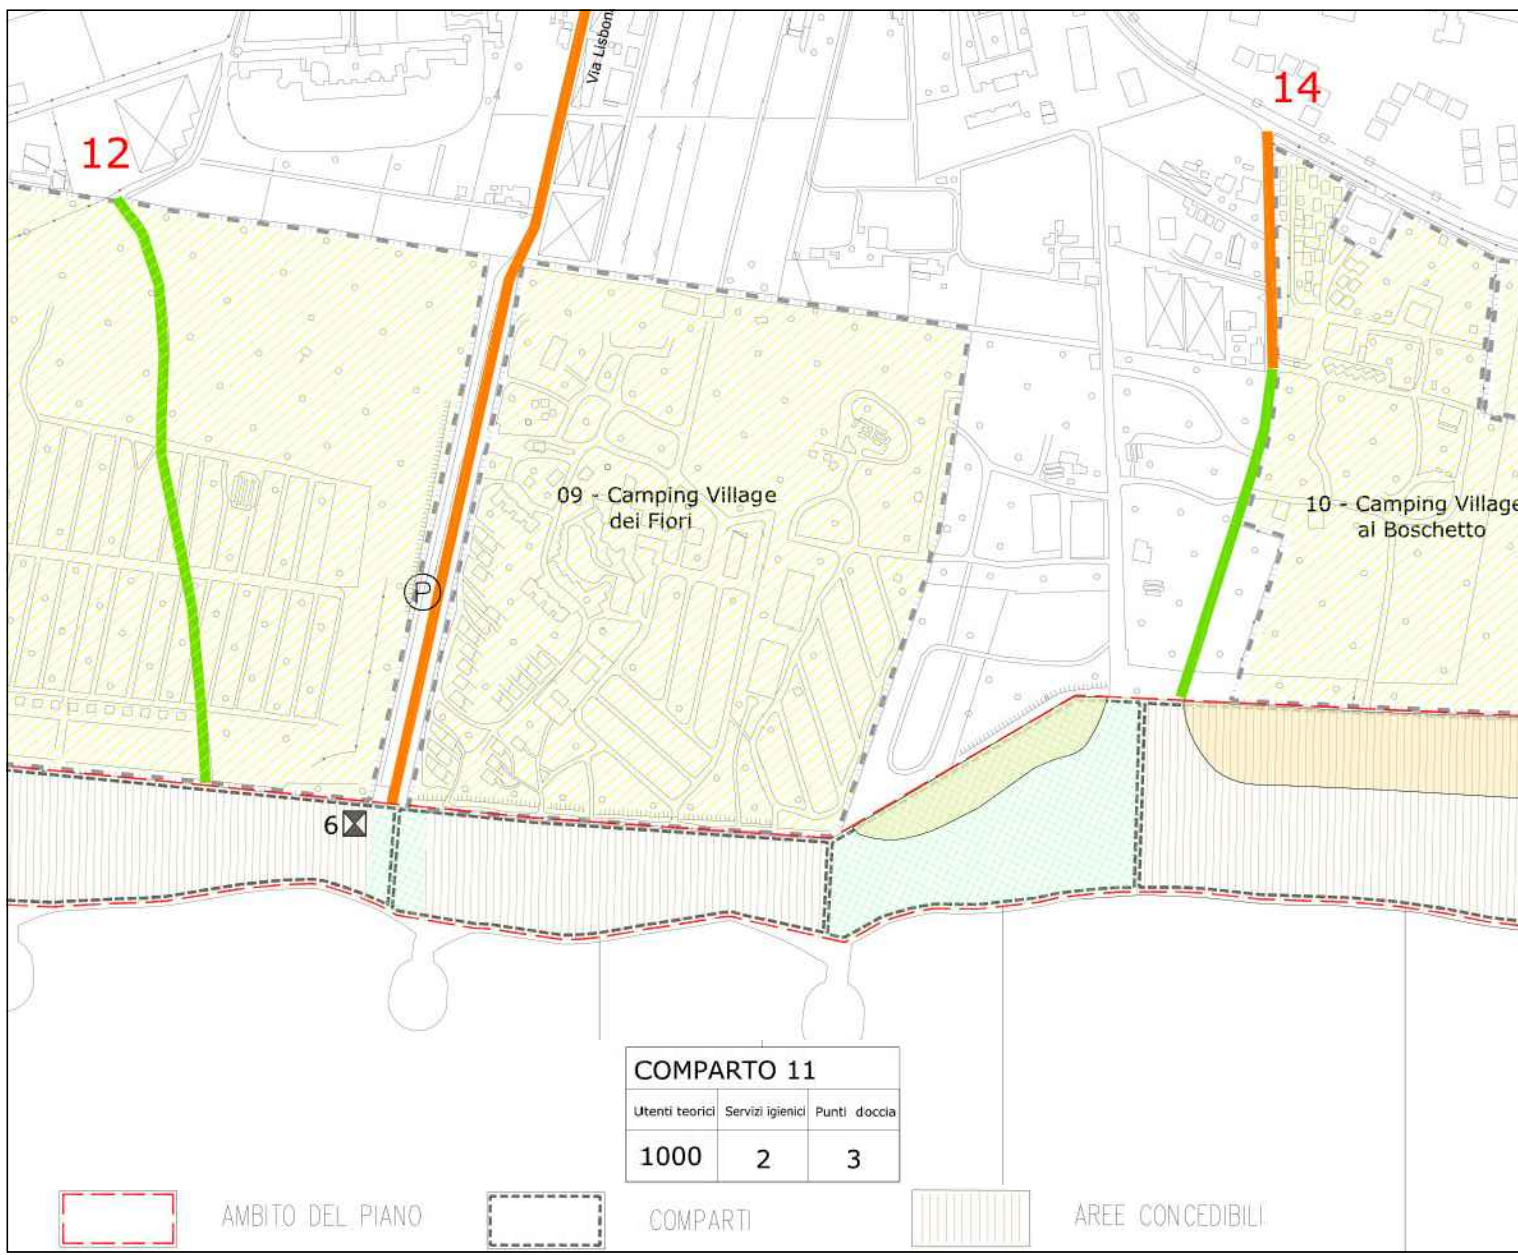 Via Lisbon
14
12
09 - Camping Village
dei Fiori
10 - Camping Village
al Boschetto
P
6
COMPARTO 11
Utenti teorici Servizi igienici Punti doccia
1000 2 3
AMBITO DEL PIANO
COMPARTI
AREE CONCEDIBILI